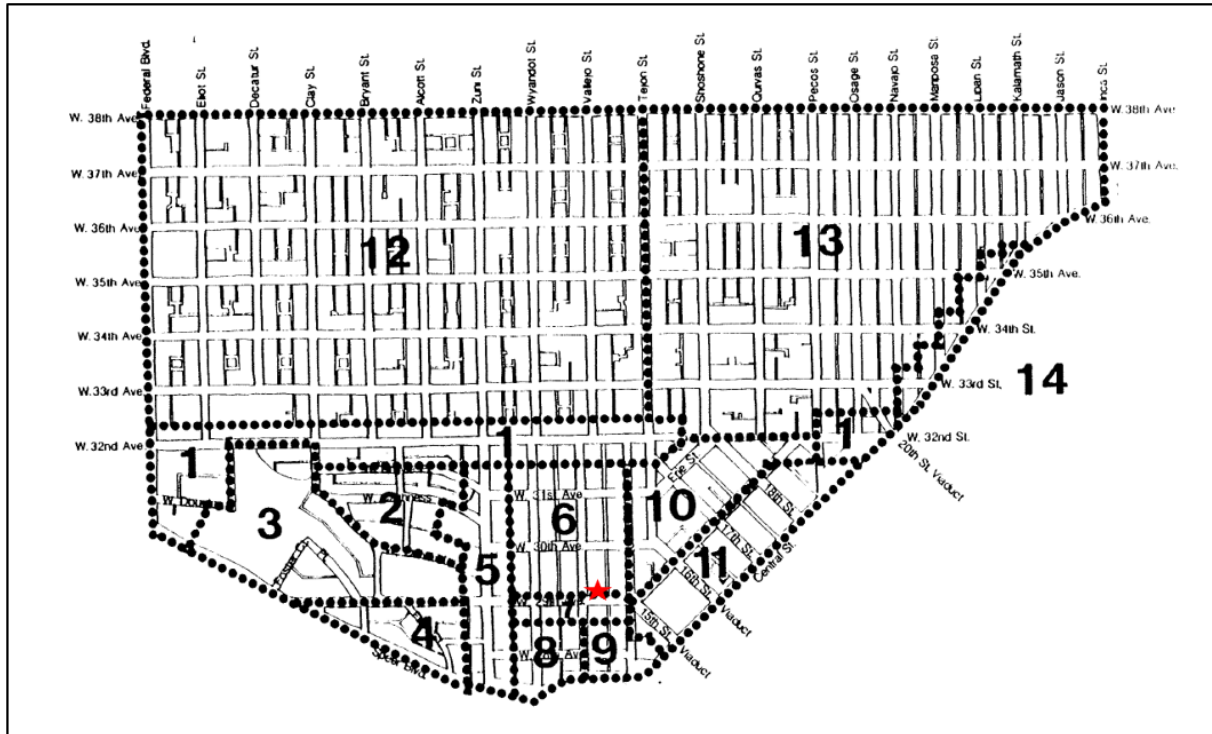 Federal Blvd.
Eliot St.
Decatur St.
Clay St.
Bryant St.
Alcott St.
Zuni St.
Wyandot St.
Vallejo St.
Tejon St.
Shoshone St.
Quivas St.
Pecos St.
Osage St.
Navajo St.
Mariposa St.
Lipan St.
Kalamath St.
Jason St.
Inca St.
W. 38th Ave
W. 38th Ave
W. 37th Ave
W. 37th Ave.
W. 36th Ave
W. 36th Ave.
12
13
W. 35th Ave
W. 35th Ave.
W. 34th Ave
W. 34th St.
W. 33rd Ave
W. 33rd St,
14
W. 32nd Ave
W. 32nd St.
1
1
1
20th St. Viaduct
Erie St.
W. 31st Ave
18th St.
2
3
6
10
17th St.
W. 30th Ave
5
11
Central St.
16th St.
Viaduct
7
15th St.
Viaduct
4
8
9
Speer Blvd.